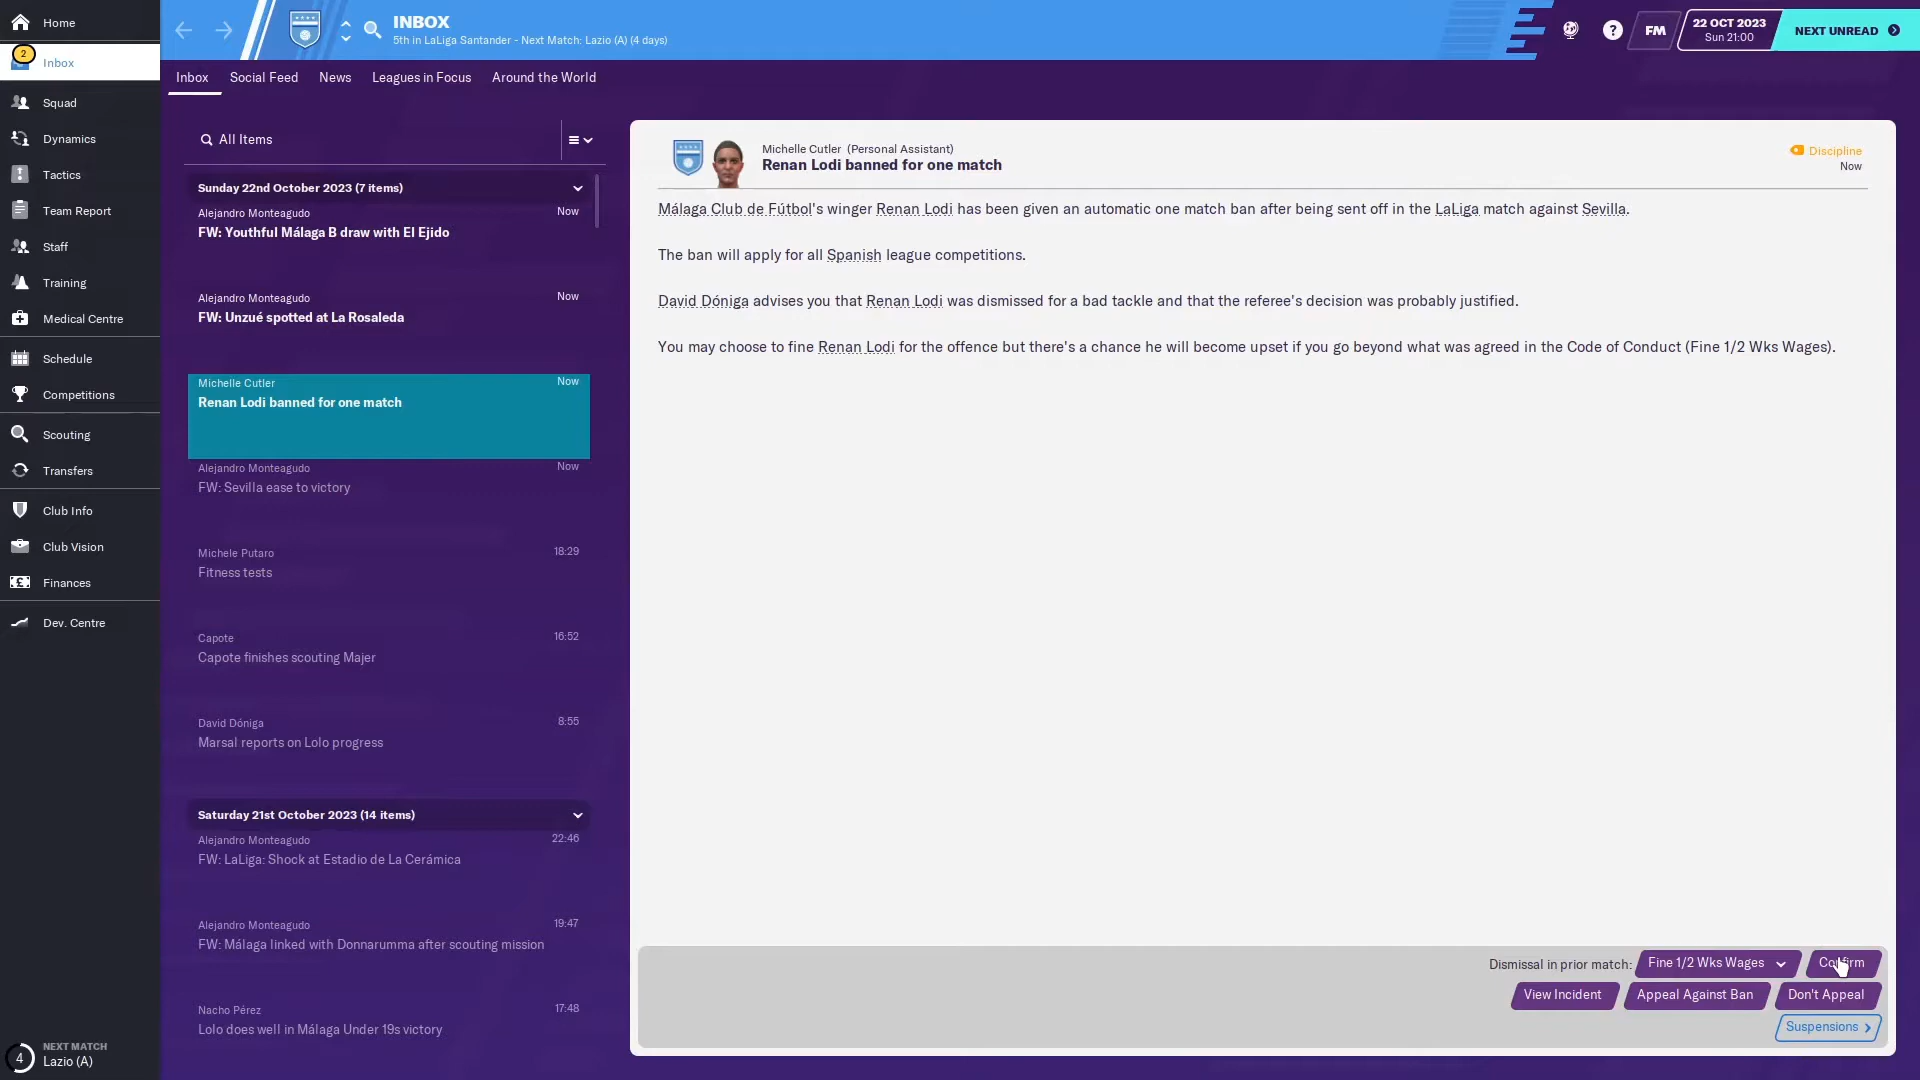 Home
2
Inbox
Squad
Dynamics
Tactics
Team Report
Staff
Training
Medical Centre
Schedule
Competitions
Scouting
Transfers
Club Info
Club Vision
Finances
Dev. Centre
4
NEXT MATCH
Lazio (A)
INBOX
5th in LaLiga Santander - Next Match: Lazio (A) (4 days)
?
FM
22 OCT 2023
Sun 21:00
NEXT UNREAD
Inbox Social Feed News Leagues in Focus Around the World
All Items
Sunday 22nd October 2023 (7 items)
Alejandro Monteagudo Now
FW: Youthful Málaga B draw with El Ejido
Alejandro Monteagudo Now
FW: Unzué spotted at La Rosaleda
Michelle Cutler Now
Renan Lodi banned for one match
Alejandro Monteagudo Now
FW: Sevilla ease to victory
Michele Putaro 18:29
Fitness tests
Capote 16:52
Capote finishes scouting Majer
David Dóniga 8:55
Marsal reports on Lolo progress
Saturday 21st October 2023 (14 items)
Alejandro Monteagudo 22:46
FW: LaLiga: Shock at Estadio de La Cerámica
Alejandro Monteagudo 19:47
FW: Málaga linked with Donnarumma after scouting mission
Nacho Pérez 17:48
Lolo does well in Málaga Under 19s victory
Michelle Cutler (Personal Assistant)
Renan Lodi banned for one match
Discipline
Now
Málaga Club de Fútbol's winger Renan Lodi has been given an automatic one match ban after being sent off in the LaLiga match against Sevilla.
The ban will apply for all Spanish league competitions.
David Dóniga advises you that Renan Lodi was dismissed for a bad tackle and that the referee's decision was probably justified.
You may choose to fine Renan Lodi for the offence but there's a chance he will become upset if you go beyond what was agreed in the Code of Conduct (Fine 1/2 Wks Wages).
Dismissal in prior match: Fine 1/2 Wks Wages Confirm
View Incident Appeal Against Ban Don't Appeal
Suspensions